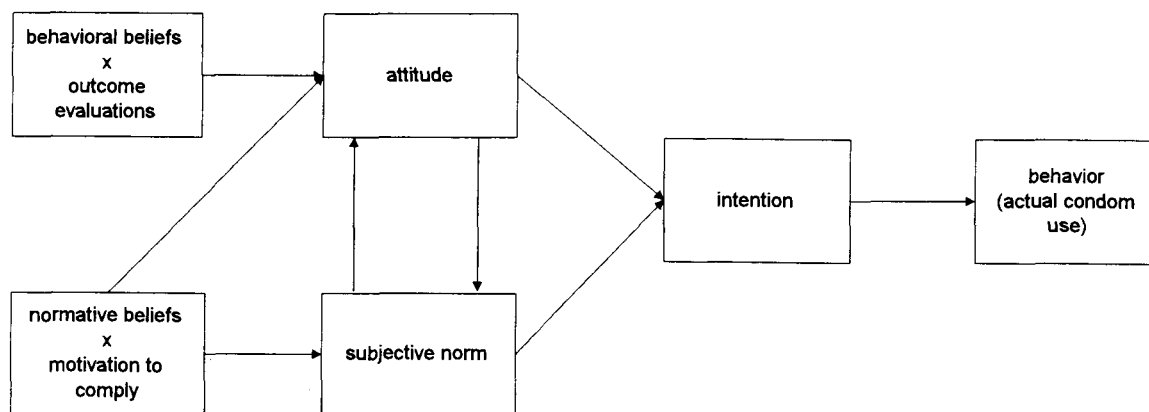 behavioral beliefs
x
outcome
evaluations
attitude
intention
behavior
(actual condom
use)
normative beliefs
x
motivation to
comply
subjective norm